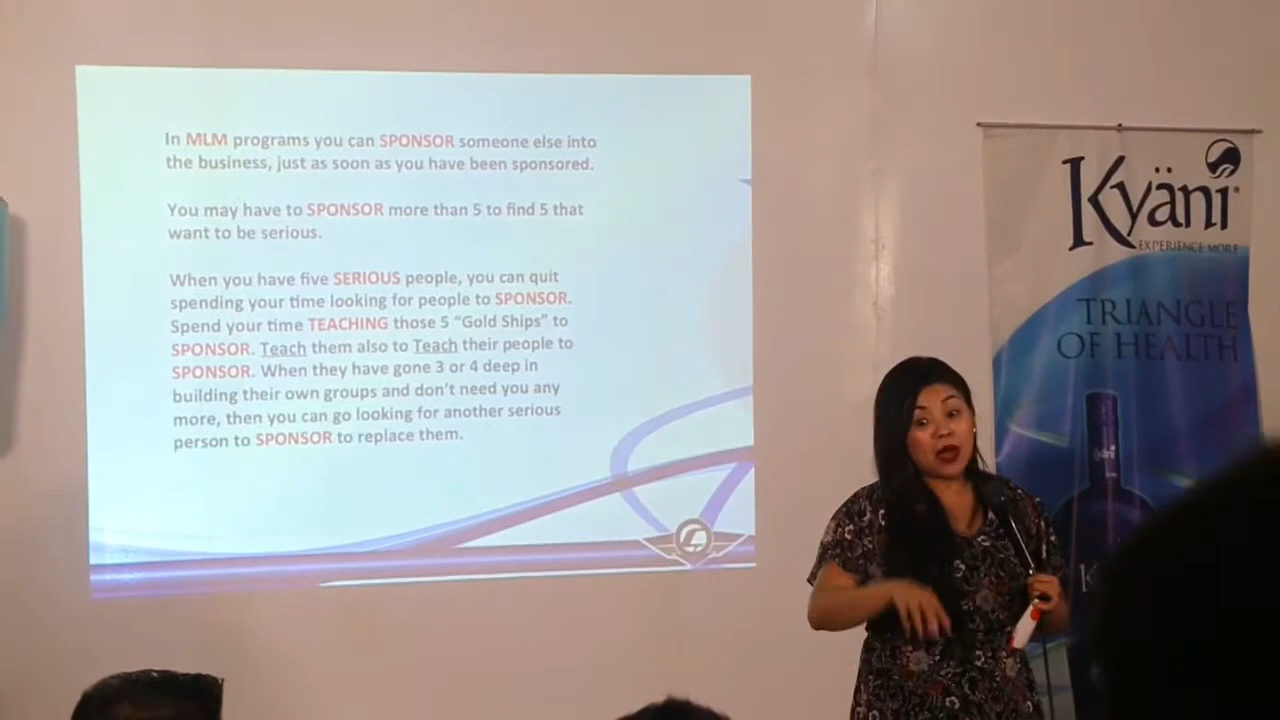 In MLM programs you can SPONSOR someone else into
the business, just as soon as you have been sponsored.
You may have to SPONSOR more than 5 to find 5 that
want to be serious.
When you have five SERIOUS people, you can quit
spending your time looking for people to SPONSOR.
Spend your time TEACHING those 5 “Gold Ships” to
SPONSOR. Teach them also to Teach their people to
SPONSOR. When they have gone 3 or 4 deep in
building their own groups and don’t need you any
more, then you can go looking for another serious
person to SPONSOR to replace them.
Kyäni
EXPERIENCE MORE
TRIANGLE
OF HEALTH
Kyäni